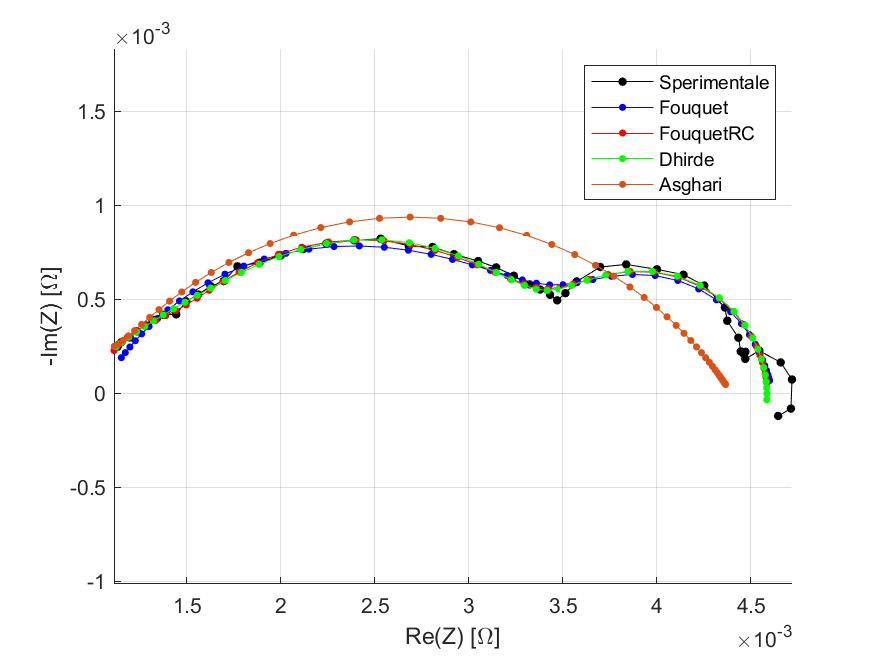 ×10⁻³
1.5
1
0.5
0
-0.5
-1
-Im(Z) [Ω]
Sperimentale
Fouquet
FouquetRC
Dhirde
Asghari
1.5 2 2.5 3 3.5 4 4.5
Re(Z) [Ω]
×10⁻³